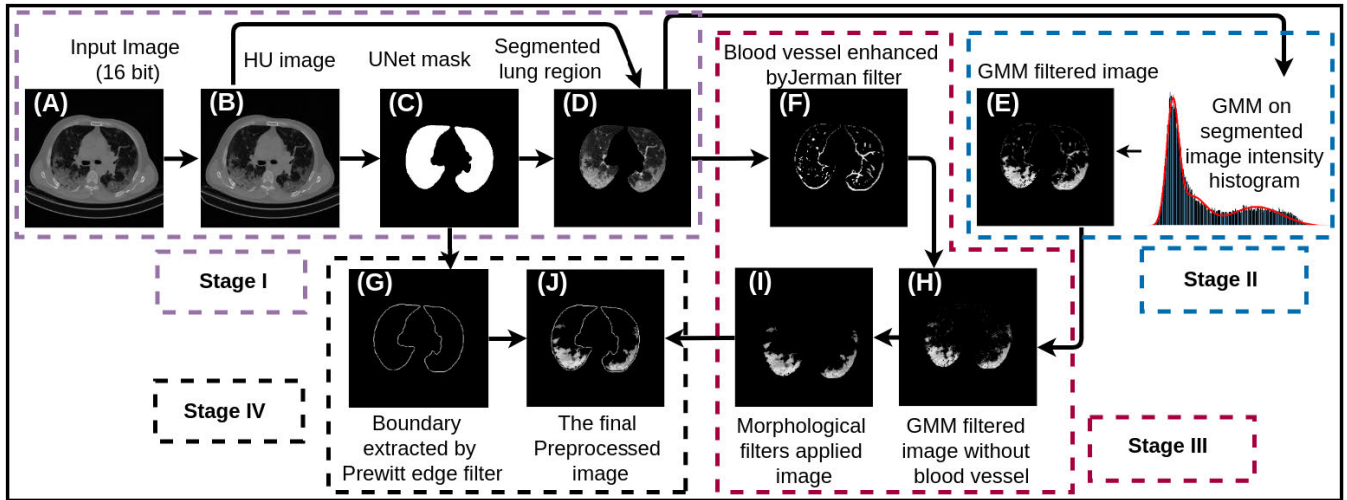 Input Image
(16 bit)
HU image
UNet mask
Segmented
lung region
Blood vessel enhanced
byJerman filter
GMM filtered image
GMM on
segmented
image intensity
histogram
(A)
(B)
(C)
(D)
(F)
(E)
Stage I
Stage II
(G)
(J)
(I)
(H)
Stage IV
Boundary
extracted by
Prewitt edge filter
The final
Preprocessed
image
Morphological
filters applied
image
GMM filtered
image without
blood vessel
Stage III